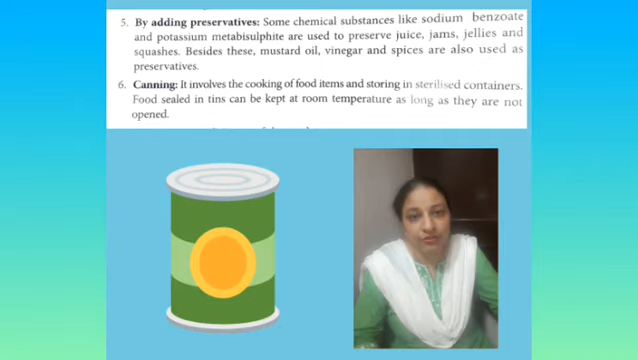 5. By adding preservatives: Some chemical substances like sodium benzoate
and potassium metabisulphite are used to preserve juice, jams, jellies and
squashes. Besides these, mustard oil, vinegar and spices are also used as
preservatives.
6. Canning: It involves the cooking of food items and storing in sterilised containers.
Food sealed in tins can be kept at room temperature as long as they are not
opened.